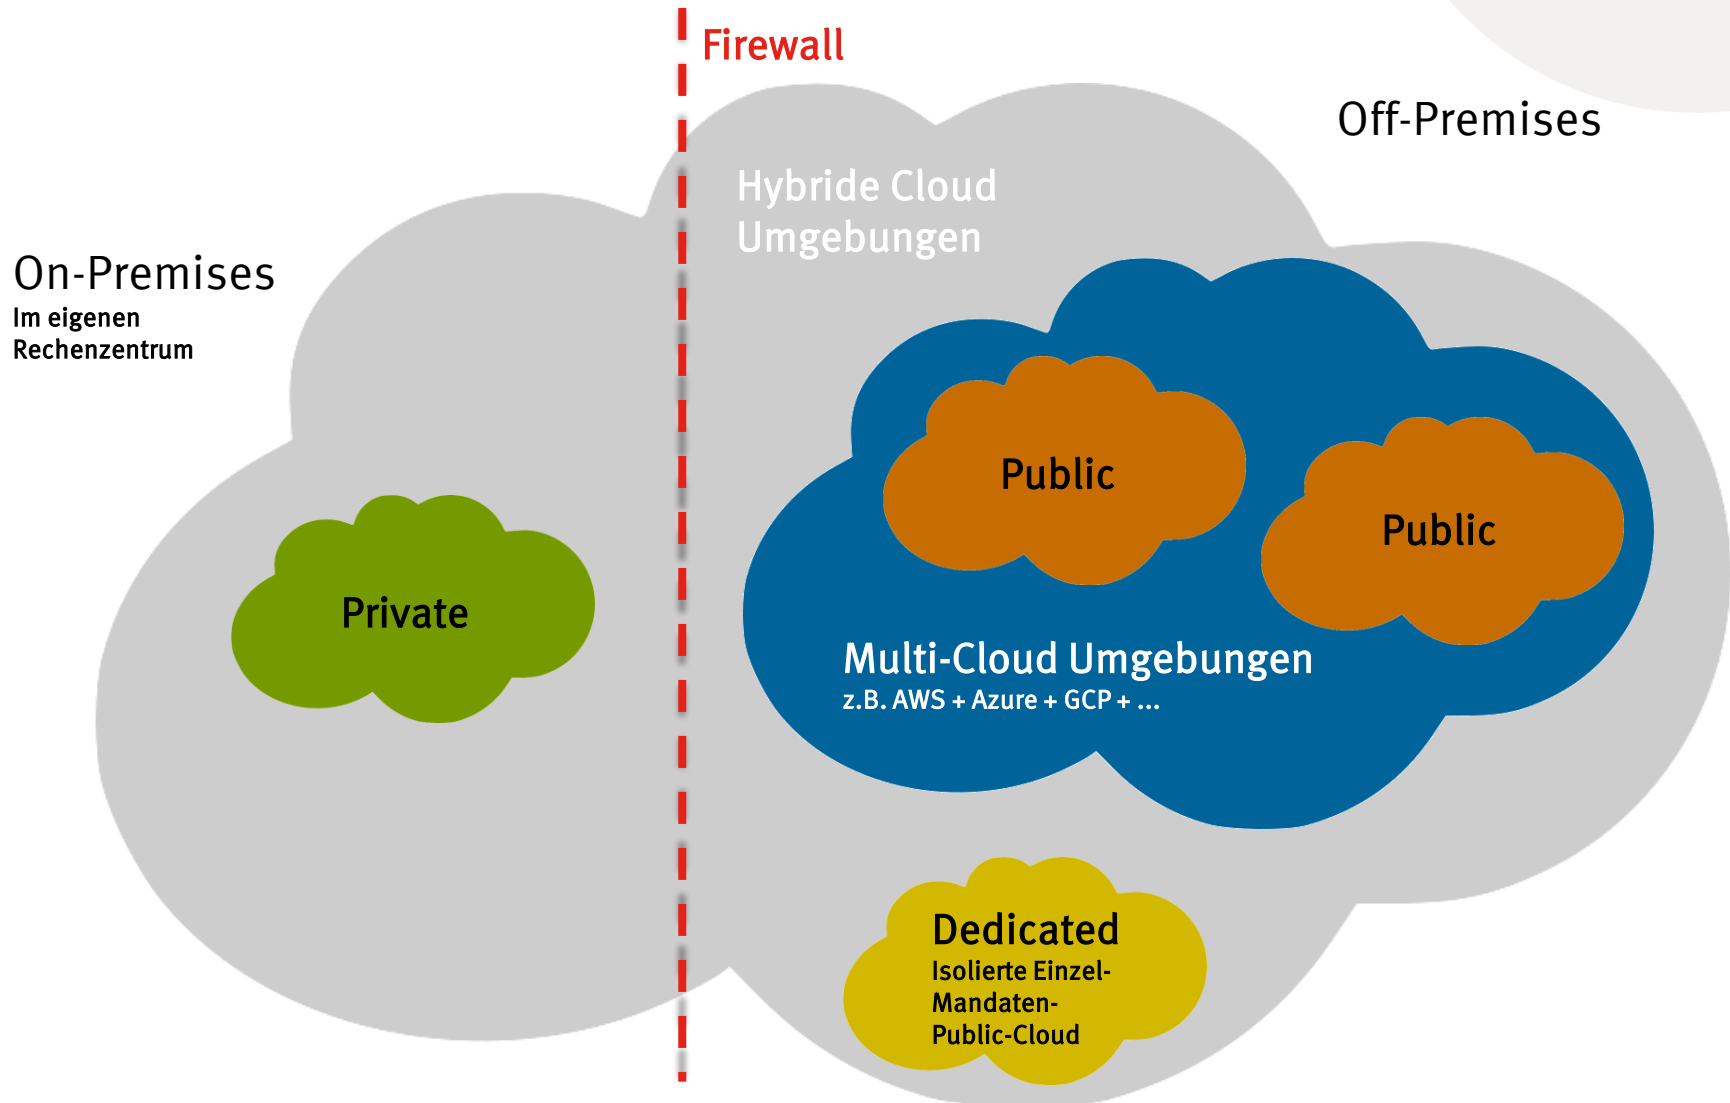 Firewall
Off-Premises
Hybride Cloud
Umgebungen
On-Premises
Im eigenen
Rechenzentrum
Public
Public
Private
Multi-Cloud Umgebungen
z.B. AWS + Azure + GCP + ...
Dedicated
Isolierte Einzel-
Mandaten-
Public-Cloud